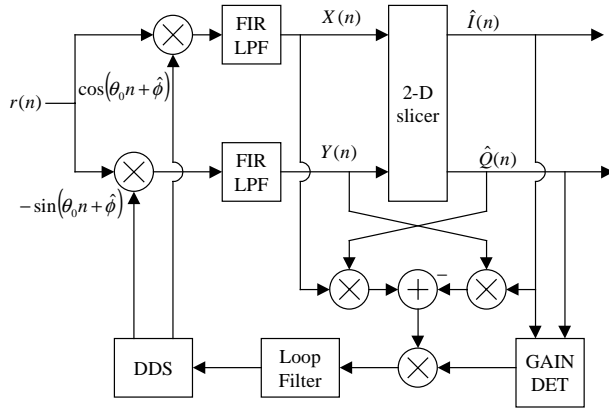 FIR
LPF
X(n)
Î(n)
cos(θ₀n + φ̂)
r(n)
2-D
slicer
FIR
LPF
Y(n)
Q̂(n)
−sin(θ₀n + φ̂)
−
+
DDS
Loop
Filter
GAIN
DET